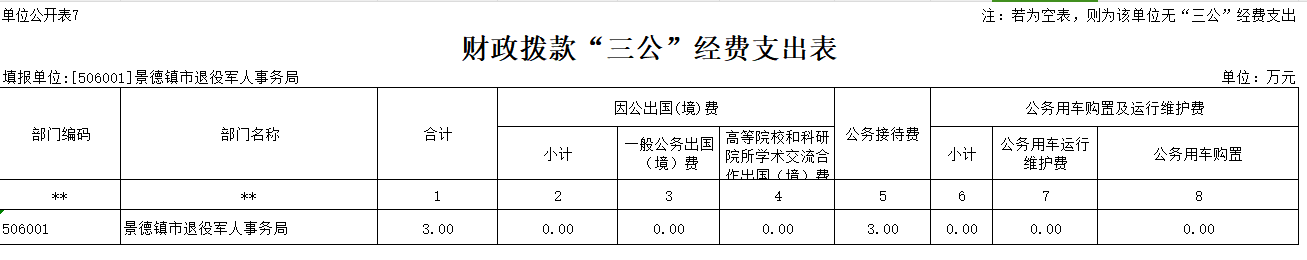 单位公开表7
注：若为空表，则为该单位无“三公”经费支出
财政拨款“三公”经费支出表
填报单位:[506001]景德镇市退役军人事务局
单位：万元
部门编码
部门名称
合计
因公出国(境)费
小计
一般公务出国
（境）费
高等院校和科研
院所学术交流合
作出国（境）费
公务接待费
公务用车购置及运行维护费
小计
公务用车运行
维护费
公务用车购置
** ** 1 2 3 4 5 6 7 8
506001 景德镇市退役军人事务局 3.00 0.00 0.00 0.00 3.00 0.00 0.00 0.00